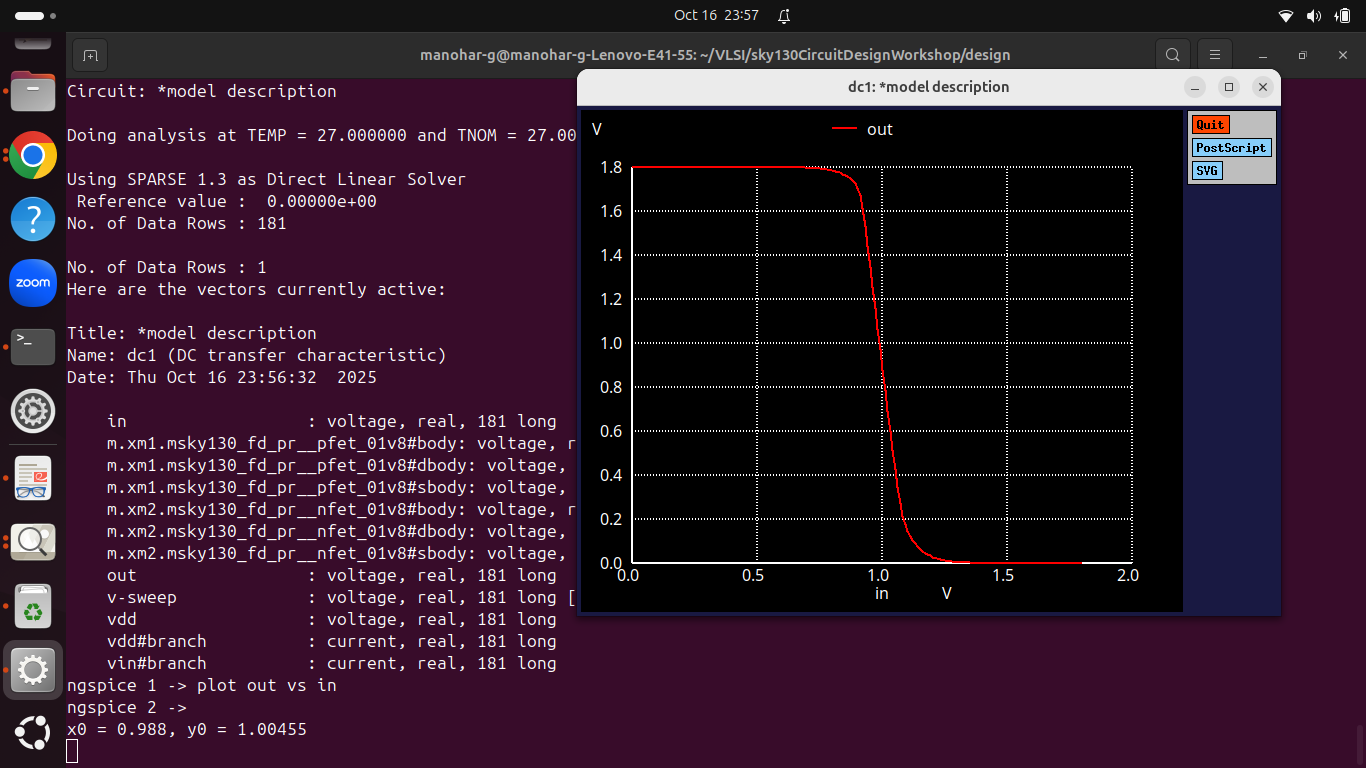 Oct 16 23:57
manohar-g@manohar-g-Lenovo-E41-55: ~/VLSI/sky130CircuitDesignWorkshop/design
Circuit: *model description
Doing analysis at TEMP = 27.000000 and TNOM = 27.00
Using SPARSE 1.3 as Direct Linear Solver
Reference value :  0.00000e+00
No. of Data Rows : 181
No. of Data Rows : 1
Here are the vectors currently active:
Title: *model description
Name: dc1 (DC transfer characteristic)
Date: Thu Oct 16 23:56:32  2025
in                  : voltage, real, 181 long
m.xm1.msky130_fd_pr__pfet_01v8#body: voltage, r
m.xm1.msky130_fd_pr__pfet_01v8#dbody: voltage,
m.xm1.msky130_fd_pr__pfet_01v8#sbody: voltage,
m.xm2.msky130_fd_pr__nfet_01v8#body: voltage, r
m.xm2.msky130_fd_pr__nfet_01v8#dbody: voltage,
m.xm2.msky130_fd_pr__nfet_01v8#sbody: voltage,
out                 : voltage, real, 181 long
v-sweep             : voltage, real, 181 long [
vdd                 : voltage, real, 181 long
vdd#branch          : current, real, 181 long
vin#branch          : current, real, 181 long
ngspice 1 -> plot out vs in
ngspice 2 ->
x0 = 0.988, y0 = 1.00455
dc1: *model description
V
out
Quit
PostScript
SVG
1.8
1.6
1.4
1.2
1.0
0.8
0.6
0.4
0.2
0.0
0.0 0.5 1.0 1.5 2.0
in V
zoom
?
>_